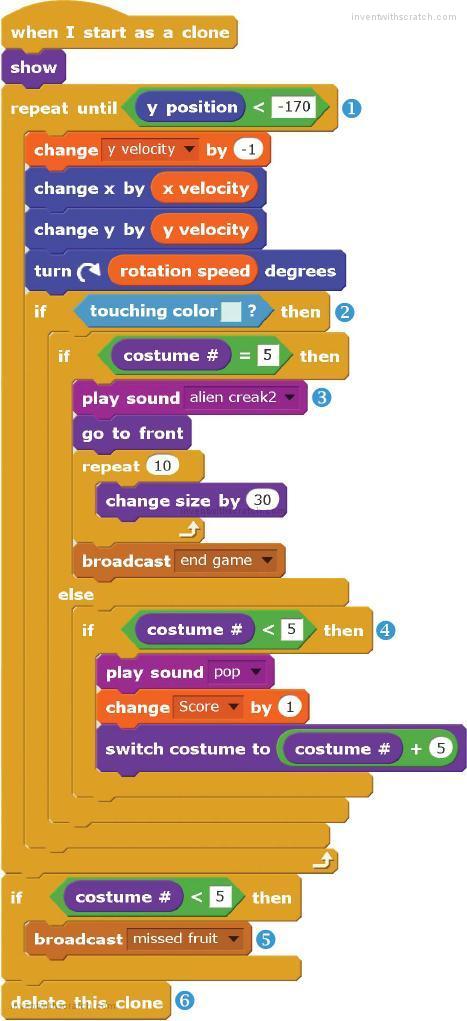 inventwithscratch.com
when I start as a clone
show
repeat until y position < -170 1
change y velocity by -1
change x by x velocity
change y by y velocity
turn rotation speed degrees
if touching color ? then 2
if costume # = 5 then
play sound alien creak2 3
go to front
repeat 10
change size by 30
inventwithscratch.com
broadcast end game
else
if costume # < 5 then 4
play sound pop
change Score by 1
switch costume to costume # + 5
if costume # < 5 then
broadcast missed fruit 5
delete this clone 6